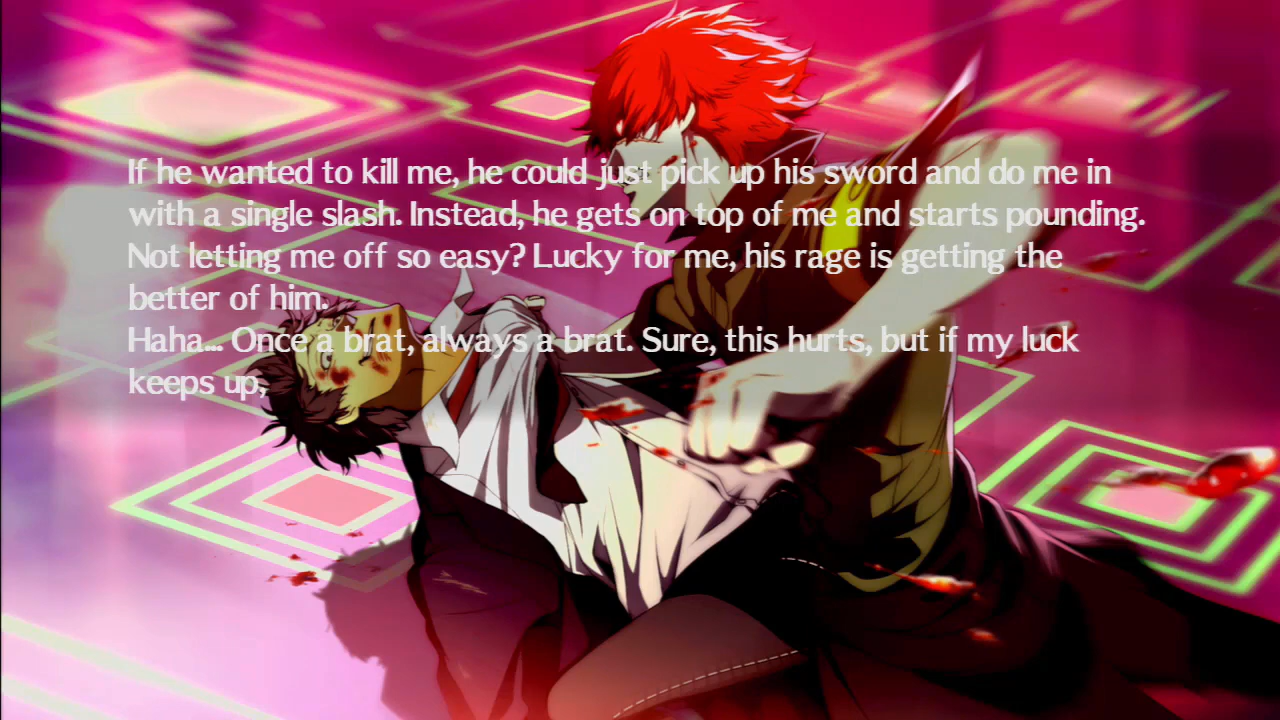 If he wanted to kill me, he could just pick up his sword and do me in
with a single slash. Instead, he gets on top of me and starts pounding.
Not letting me off so easy? Lucky for me, his rage is getting the
better of him.
Haha... Once a brat, always a brat. Sure, this hurts, but if my luck
keeps up,